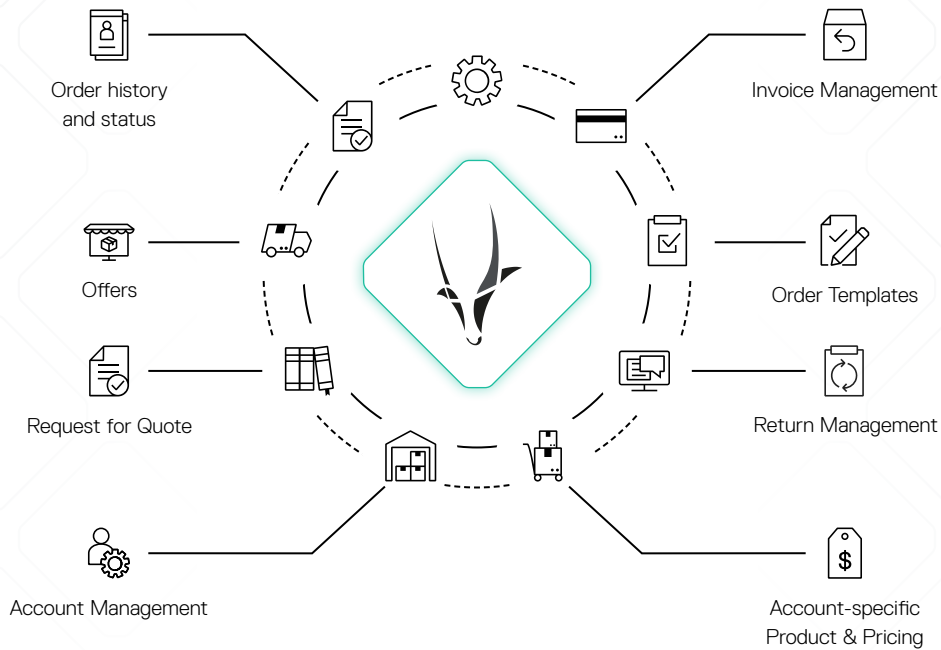 Order history
and status
Invoice Management
Offers
Order Templates
Request for Quote
Return Management
$
Account Management
Account-specific
Product & Pricing